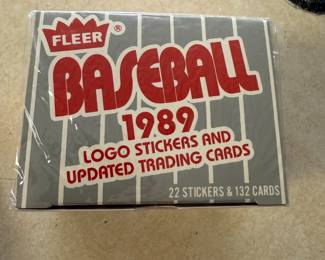 FLEER ®
BASEBALL
1989
LOGO STICKERS AND
UPDATED TRADING CARDS
22 STICKERS & 132 CARDS